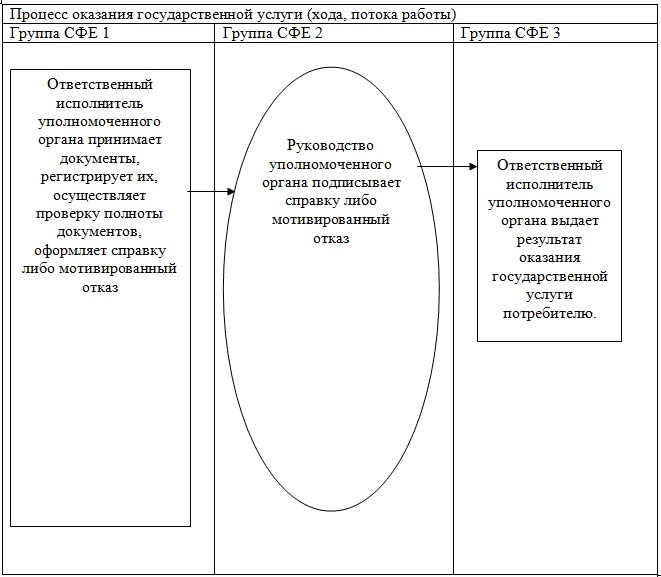 Процесс оказания государственной услуги (хода, потока работы)
Группа СФЕ 1
Группа СФЕ 2
Группа СФЕ 3
Ответственный
исполнитель
уполномоченного
органа принимает
документы,
регистрирует их,
осуществляет
проверку полноты
документов,
оформляет справку
либо мотивированный
отказ
Руководство
уполномоченного
органа подписывает
справку либо
мотивированный
отказ
Ответственный
исполнитель
уполномоченного
органа выдает
результат
оказания
государственной
услуги
потребителю.